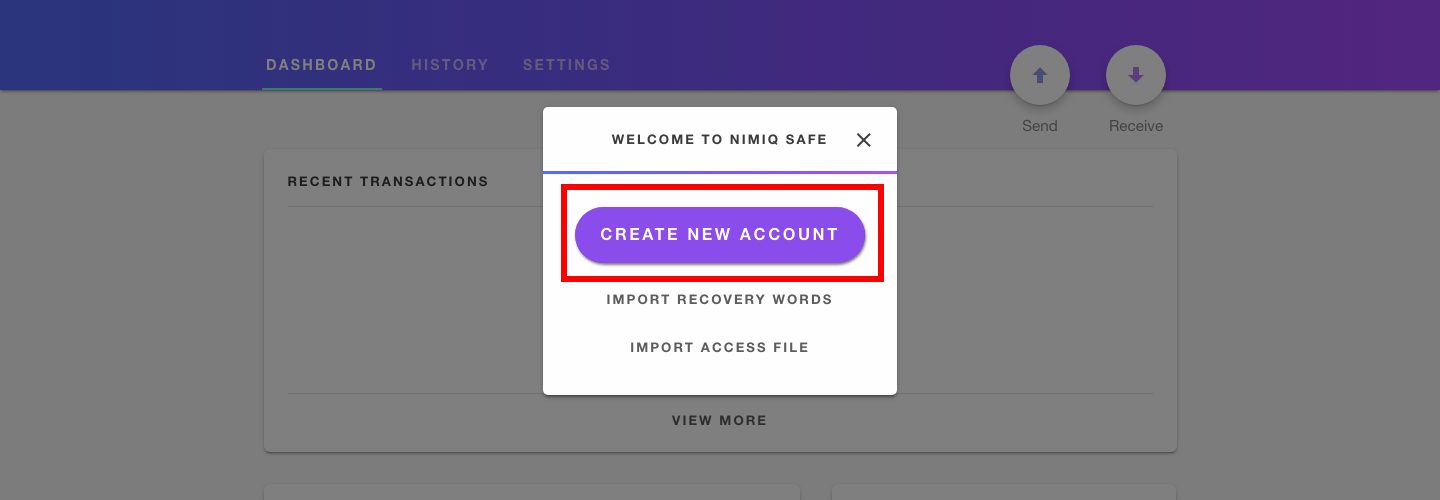 DASHBOARD HISTORY SETTINGS
Send Receive
WELCOME TO NIMIQ SAFE
RECENT TRANSACTIONS
CREATE NEW ACCOUNT
IMPORT RECOVERY WORDS
IMPORT ACCESS FILE
VIEW MORE